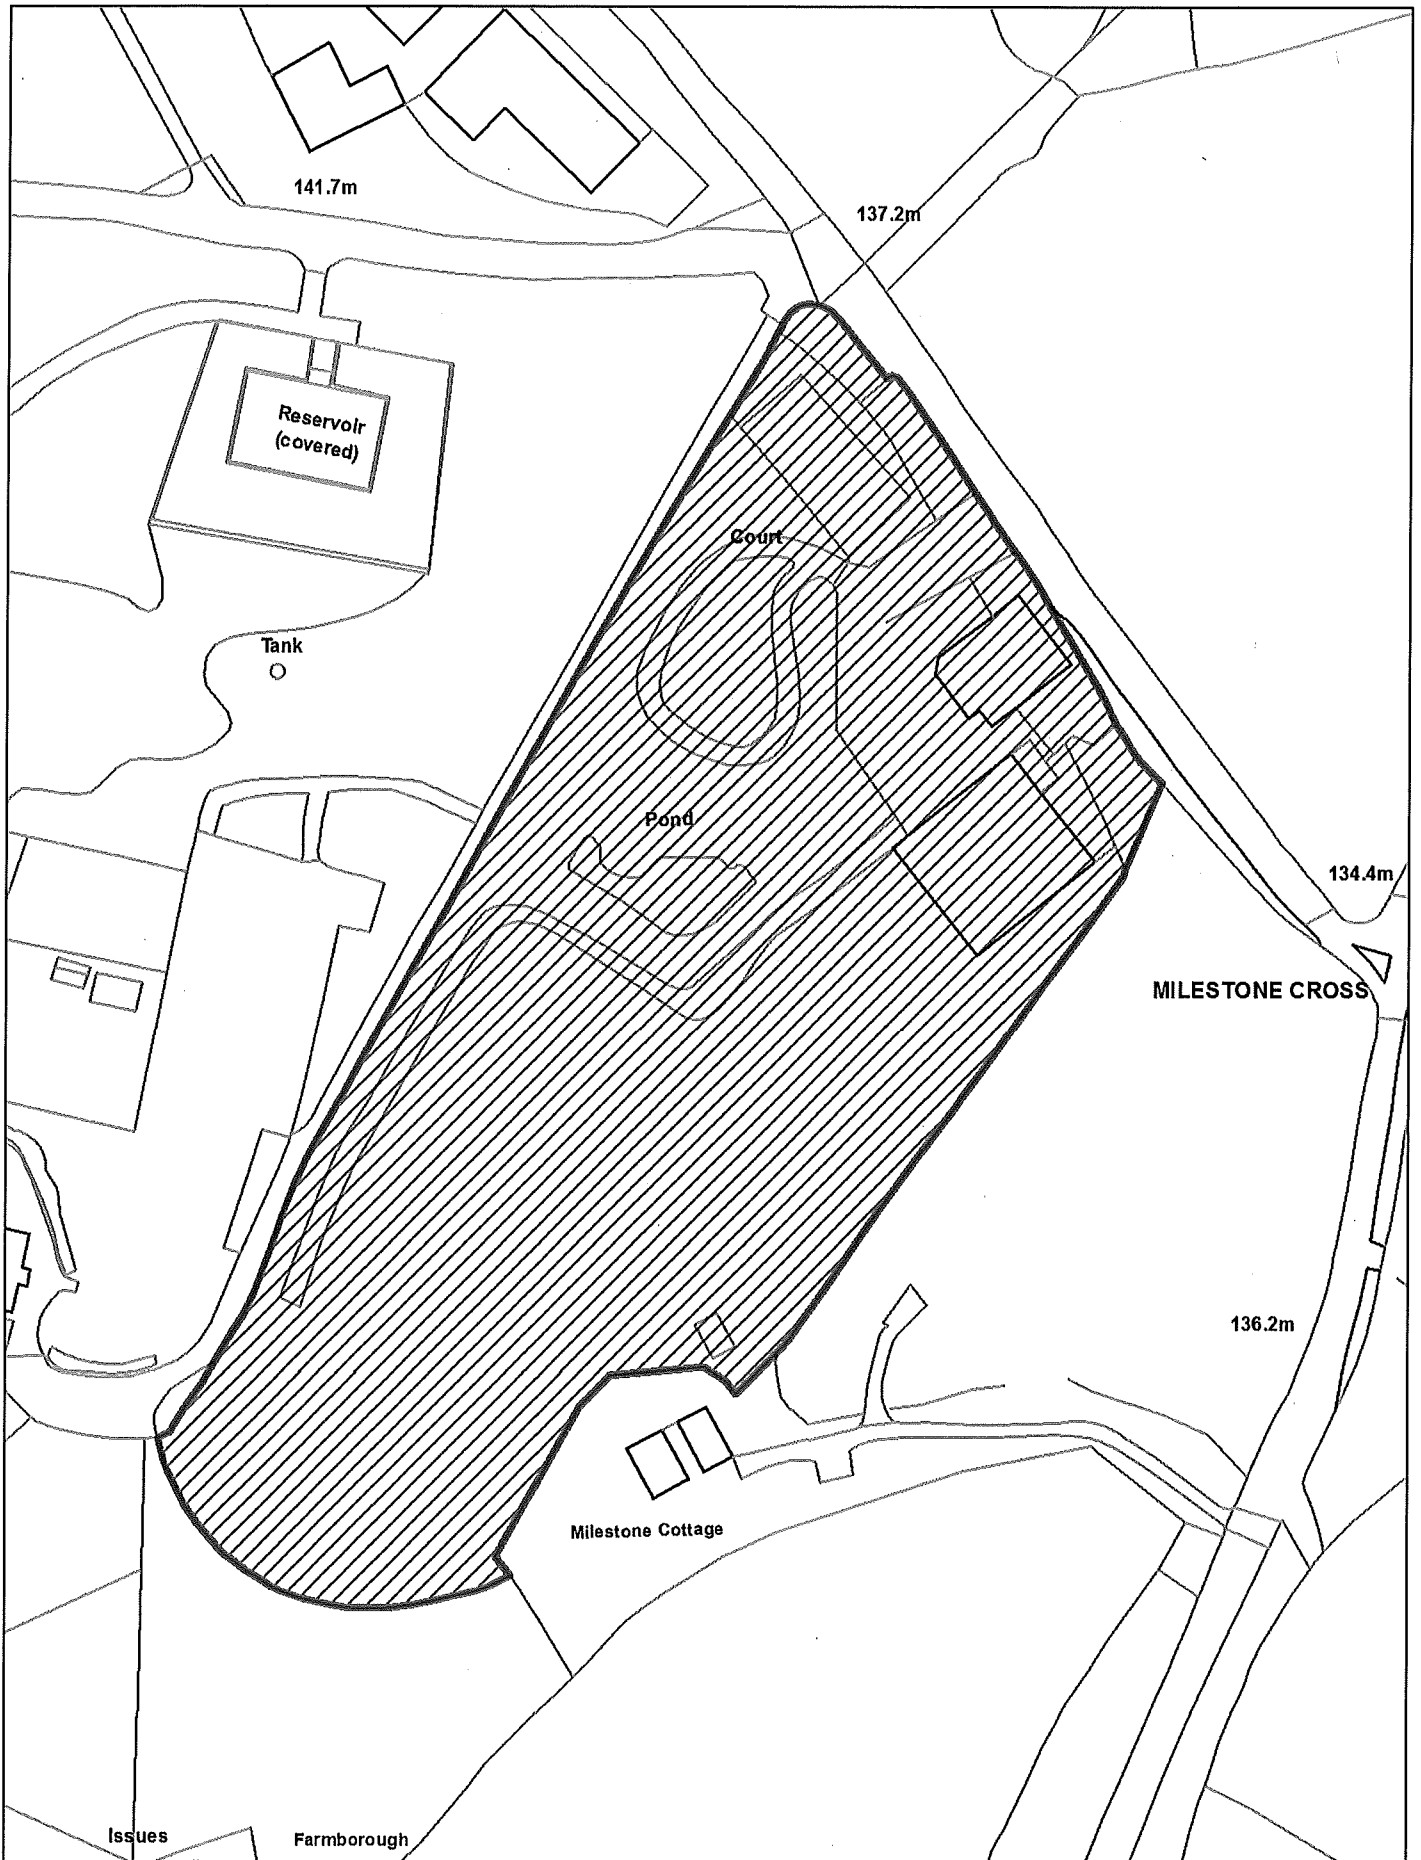 141.7m
137.2m
Reservoir
(covered)
Court
Tank
Pond
134.4m
MILESTONE CROSS
136.2m
Milestone Cottage
Issues
Farmborough